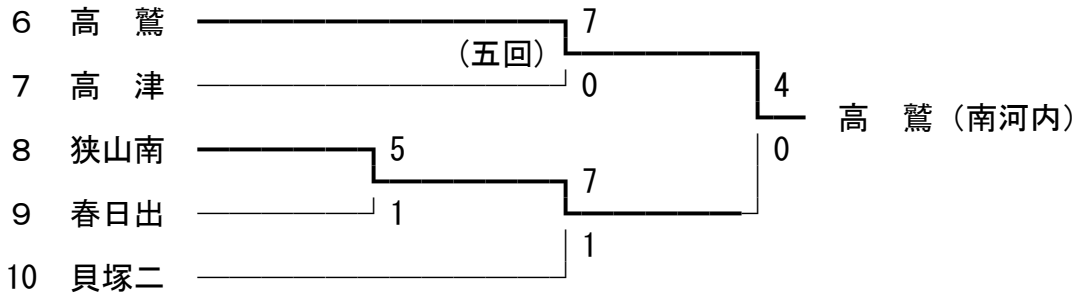 6 高 鷲 7
(五回)
7 高 津 0
4
高 鷲 (南河内)
8 狭山南 5
0
7
9 春日出 1
1
10 貝塚二